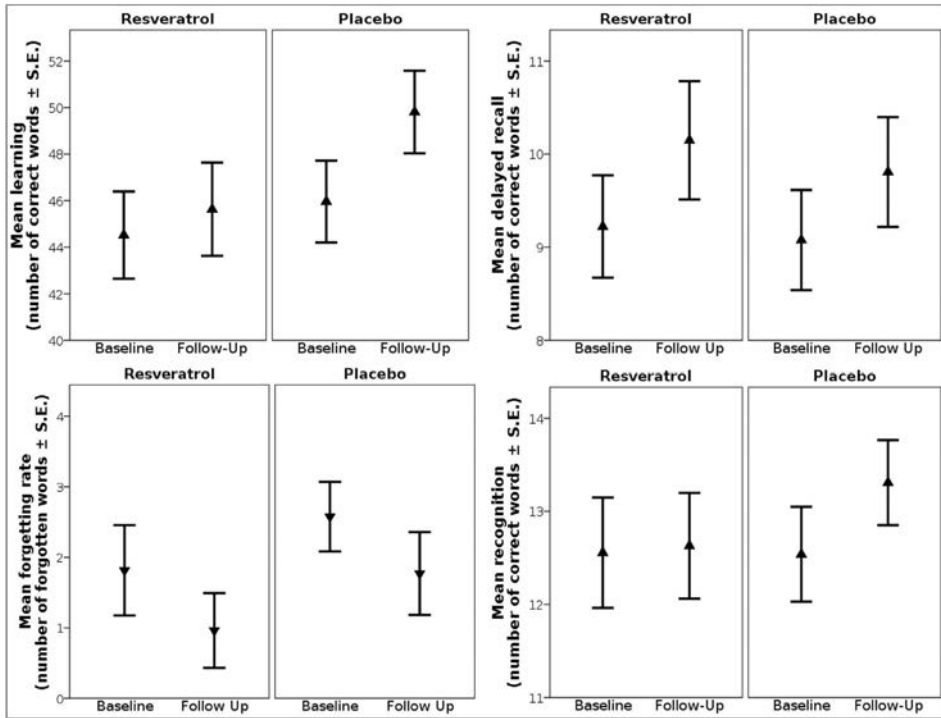 Resveratrol Placebo
Mean learning
(number of correct words ± S.E.)
52
50
48
46
44
42
40
Baseline Follow-Up Baseline Follow-Up
Resveratrol Placebo
Mean delayed recall
(number of correct words ± S.E.)
11
10
9
8
Baseline Follow Up Baseline Follow Up
Resveratrol Placebo
Mean forgetting rate
(number of forgotten words ± S.E.)
4
3
2
1
0
Baseline Follow Up Baseline Follow Up
Resveratrol Placebo
Mean recognition
(number of correct words ± S.E.)
14
13
12
11
Baseline Follow-Up Baseline Follow-Up